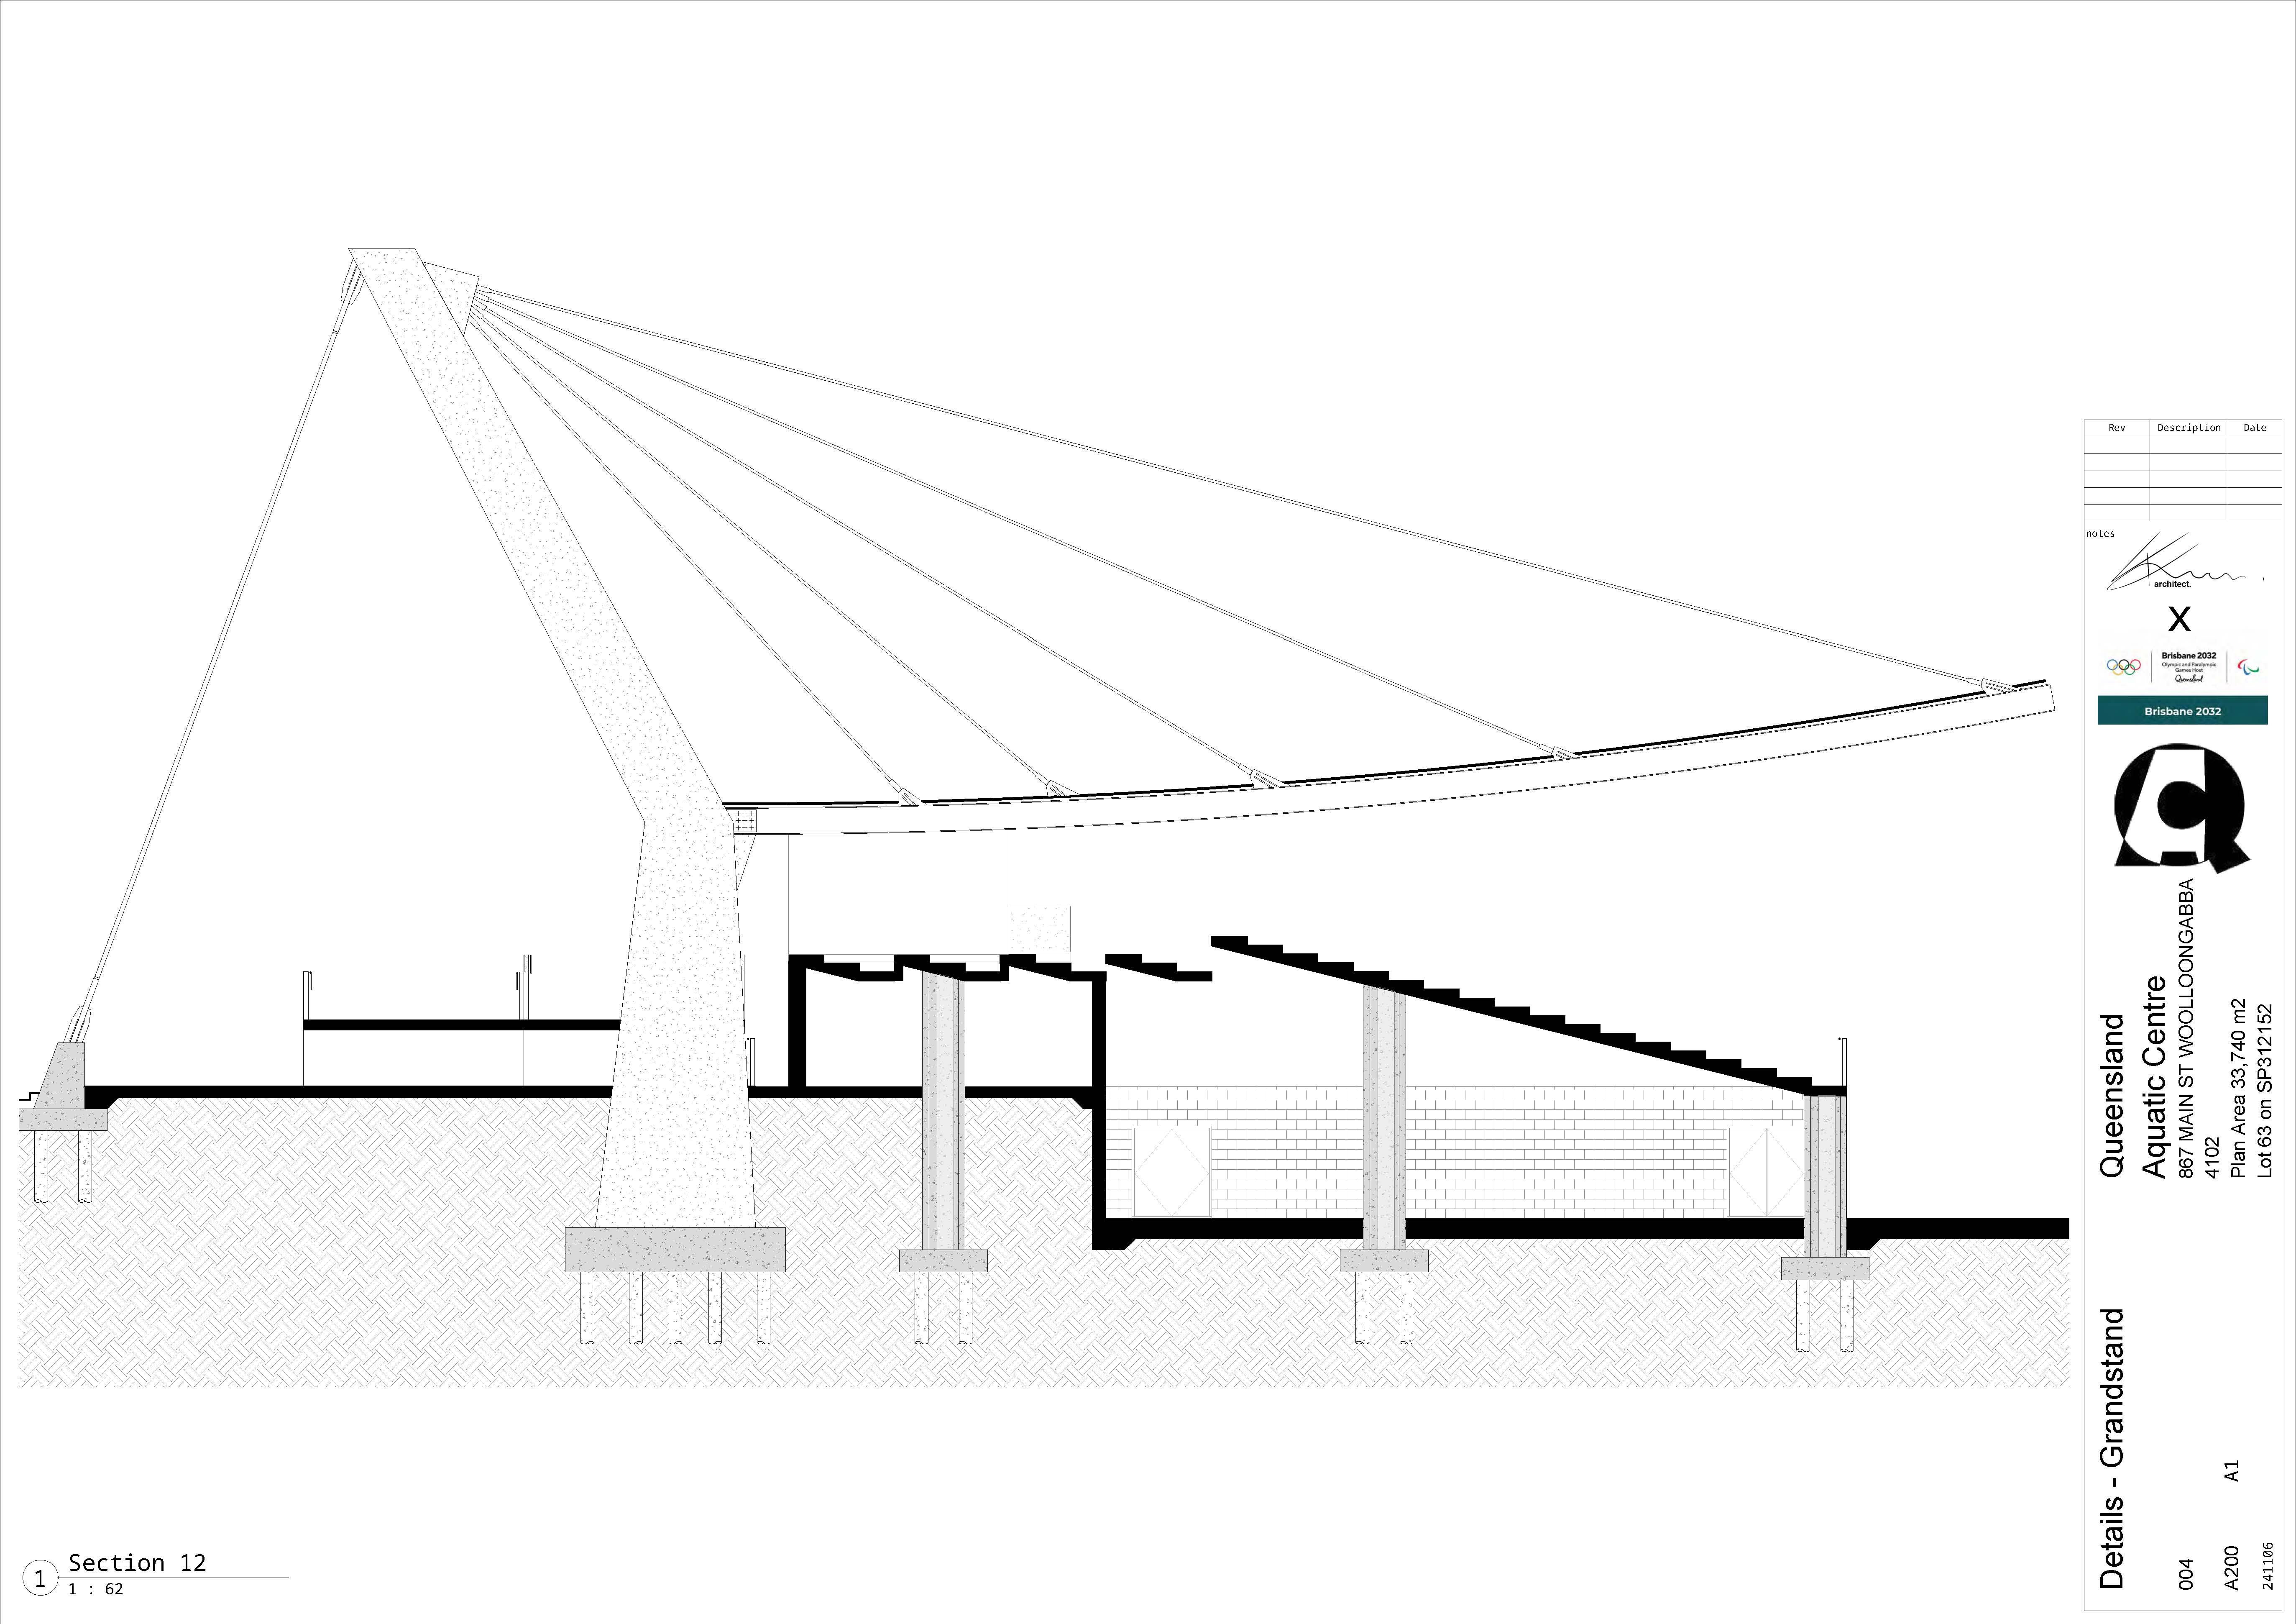 Rev Description Date
notes
architect.
X
Brisbane 2032
Olympic and Paralympic
Games Host
Queensland
Brisbane 2032
Queensland
Aquatic Centre
867 MAIN ST WOOLLOONGABBA
4102
Plan Area 33,740 m2
Lot 63 on SP312152
Details - Grandstand
004
A200 A1
241106
1 Section 12
1 : 62